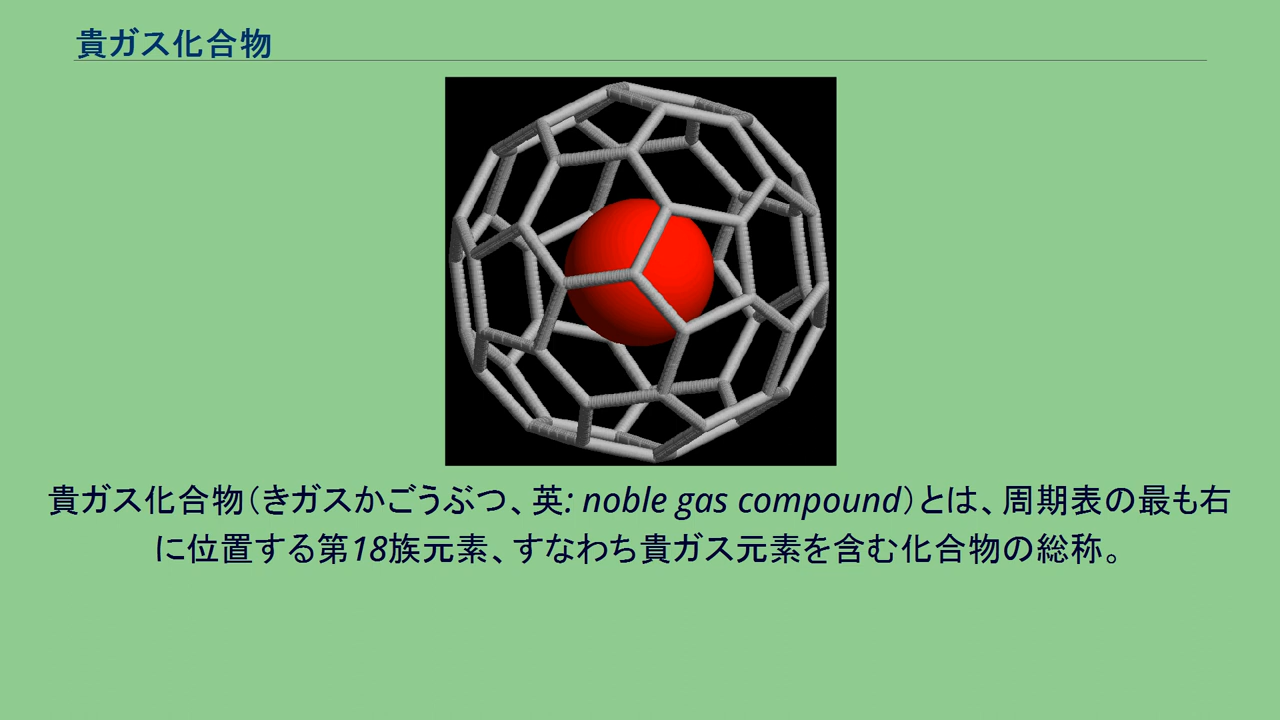 貴ガス化合物
貴ガス化合物（きガスかごうぶつ、英: noble gas compound）とは、周期表の最も右
に位置する第18族元素、すなわち貴ガス元素を含む化合物の総称。